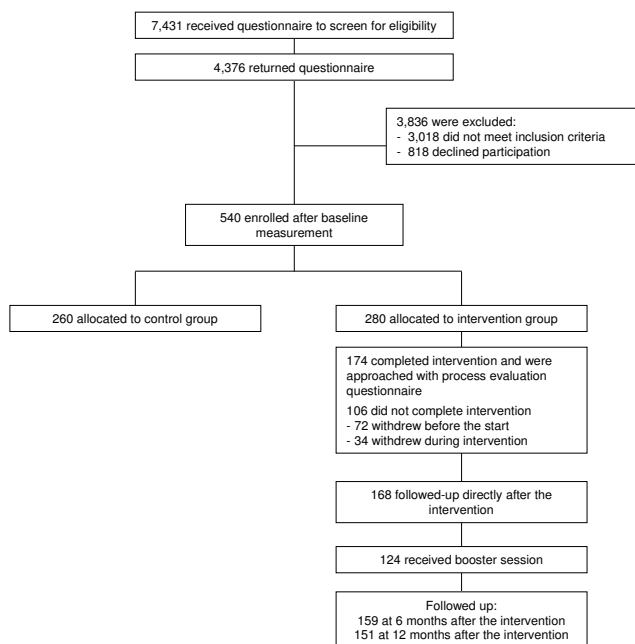 7,431 received questionnaire to screen for eligibility
4,376 returned questionnaire
3,836 were excluded:
- 3,018 did not meet inclusion criteria
- 818 declined participation
540 enrolled after baseline
measurement
260 allocated to control group
280 allocated to intervention group
174 completed intervention and were
approached with process evaluation
questionnaire
106 did not complete intervention
- 72 withdrew before the start
- 34 withdrew during intervention
168 followed-up directly after the
intervention
124 received booster session
Followed up:
159 at 6 months after the intervention
151 at 12 months after the intervention